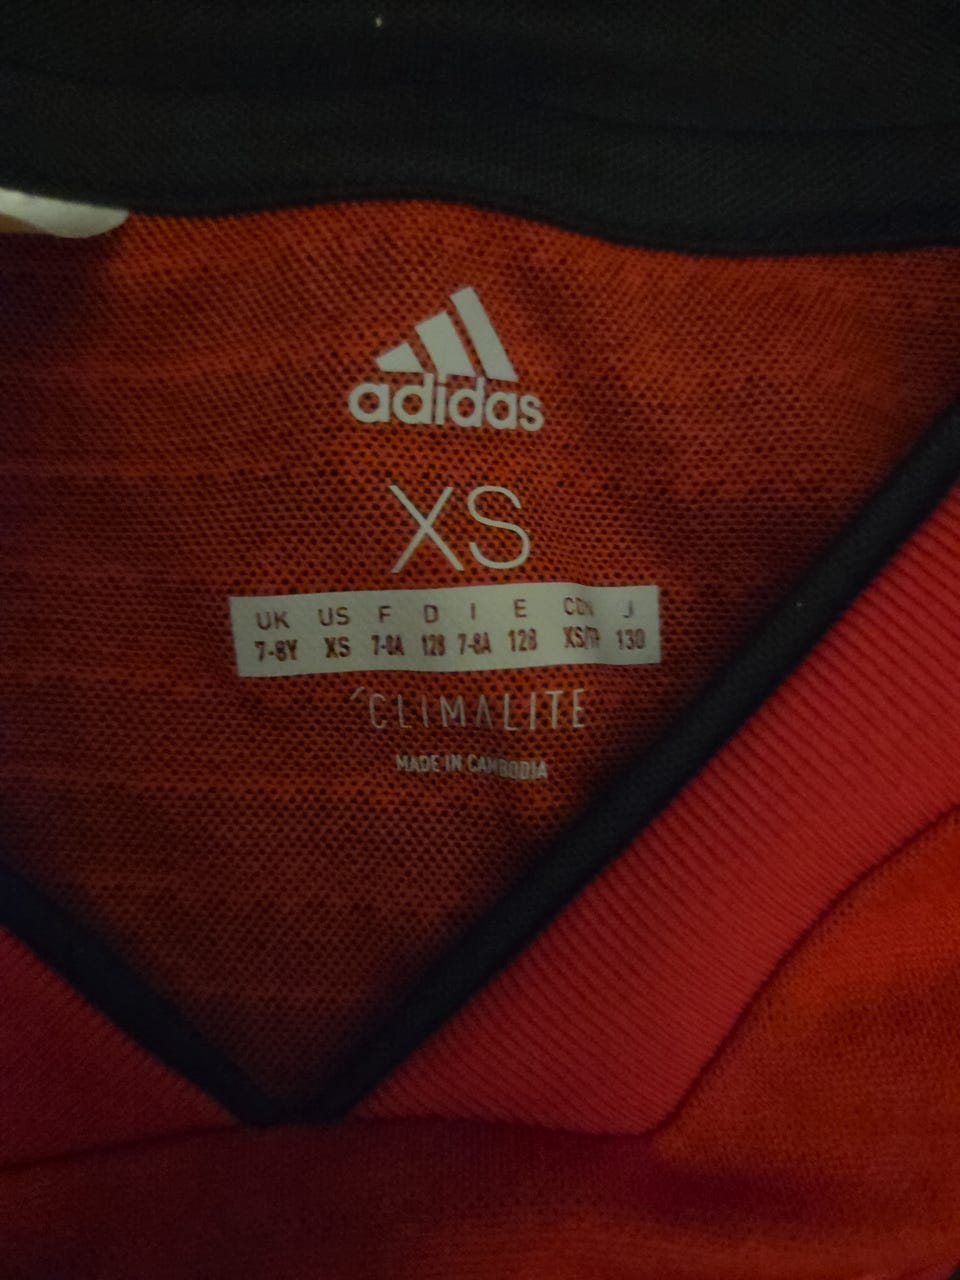 adidas
XS
UK US F D I E CDN J
7-8Y XS 7-8A 128 7-8A 128 XS/TP 130
CLIMALITE
MADE IN CAMBODIA